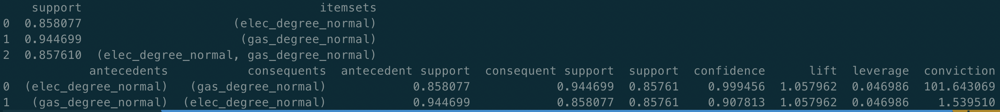 support itemsets
0 0.858077 (elec_degree_normal)
1 0.944699 (gas_degree_normal)
2 0.857610 (elec_degree_normal, gas_degree_normal)
antecedents consequents antecedent support consequent support support confidence lift leverage conviction
0 (elec_degree_normal) (gas_degree_normal) 0.858077 0.944699 0.85761 0.999456 1.057962 0.046986 101.643069
1 (gas_degree_normal) (elec_degree_normal) 0.944699 0.858077 0.85761 0.907813 1.057962 0.046986 1.539510